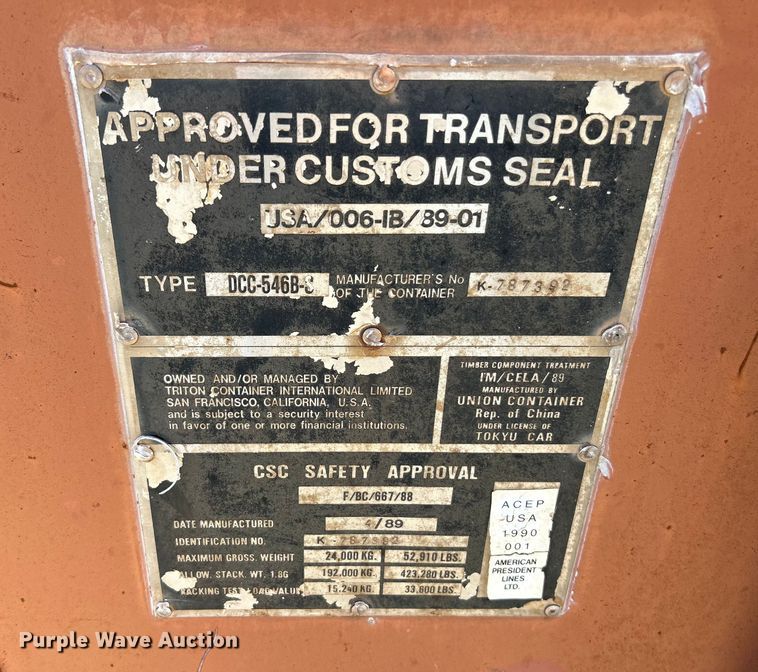 APPROVED FOR TRANSPORT
UNDER CUSTOMS SEAL
USA/006-IB/89-01
TYPE DCC-546B-S MANUFACTURER'S No OF THE CONTAINER K-787392
OWNED AND/OR MANAGED BY
TRITON CONTAINER INTERNATIONAL LIMITED
SAN FRANCISCO, CALIFORNIA, U.S.A.
and is subject to a security interest
in favor of one or more financial institutions.
TIMBER COMPONENT TREATMENT
IM/CELA/89
MANUFACTURED BY
UNION CONTAINER
Rep. of China
UNDER LICENSE OF
TOKYU CAR
CSC SAFETY APPROVAL
F/BC/667/88
DATE MANUFACTURED 4/89
IDENTIFICATION NO. K-787392
MAXIMUM GROSS. WEIGHT 24,000 KG. 52,910 LBS.
ALLOW. STACK. WT. 1.8G 192,000 KG. 423,280 LBS.
RACKING TEST LOAD VALUE 15,240 KG. 33,600 LBS.
ACEP
USA
1990
001
AMERICAN
PRESIDENT
LINES
LTD.
Purple Wave Auction